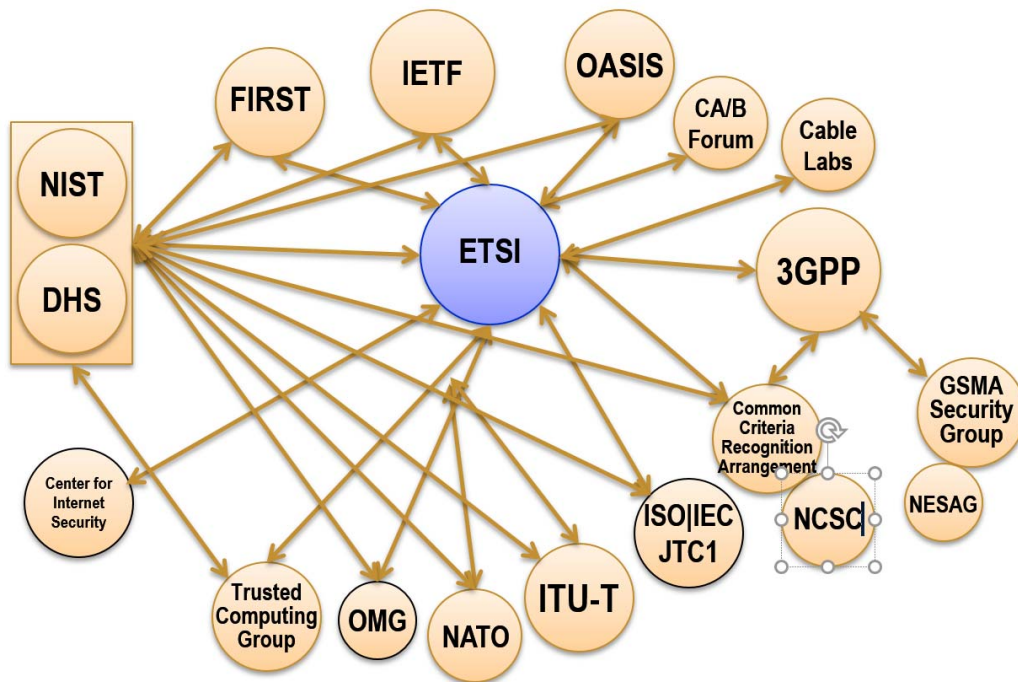 IETF
OASIS
FIRST
CA/B
Forum
Cable
Labs
NIST
ETSI
3GPP
DHS
GSMA
Security
Group
Common
Criteria
Recognition
Arrangement
Center for
Internet
Security
NESAG
ISO|IEC
JTC1
NCSC
Trusted
Computing
Group
OMG
NATO
ITU-T